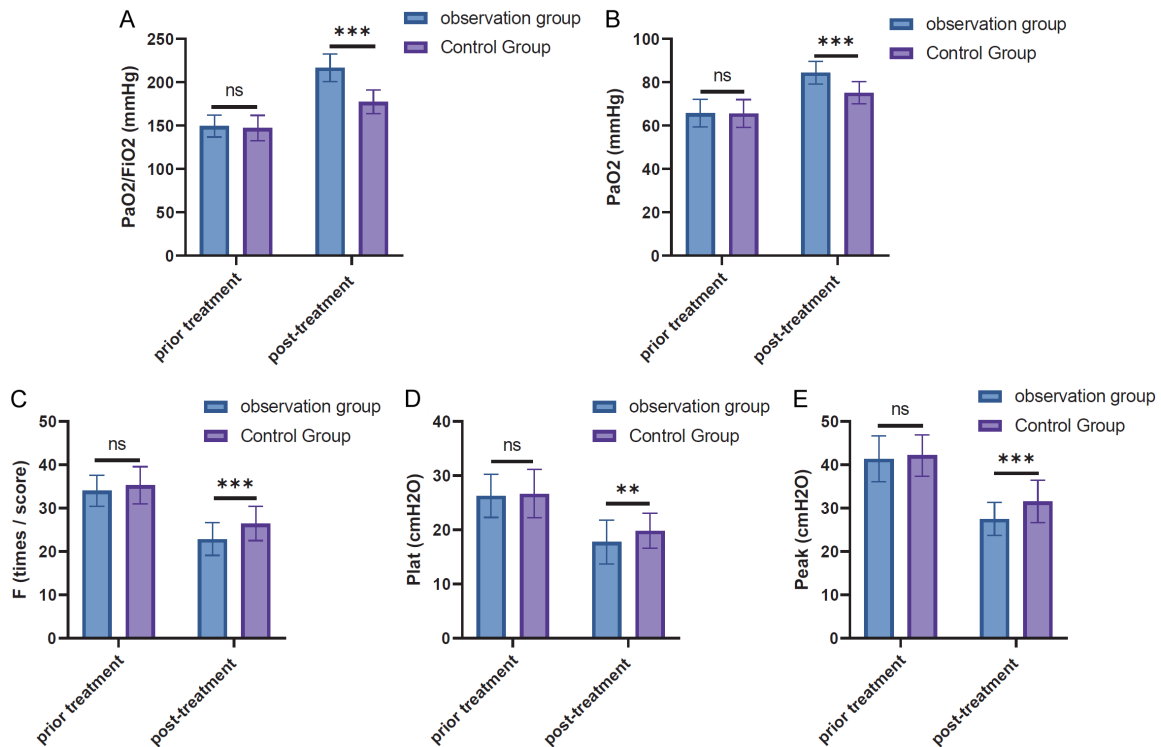 A
observation group
Control Group
PaO2/FiO2 (mmHg)
250
200
150
100
50
0
ns
***
prior treatment
post-treatment
B
observation group
Control Group
PaO2 (mmHg)
100
80
60
40
20
0
ns
***
prior treatment
post-treatment
C
observation group
Control Group
F (times / score)
50
40
30
20
10
0
ns
***
prior treatment
post-treatment
D
observation group
Control Group
Plat (cmH2O)
40
30
20
10
0
ns
**
prior treatment
post-treatment
E
observation group
Control Group
Peak (cmH2O)
50
40
30
20
10
0
ns
***
prior treatment
post-treatment